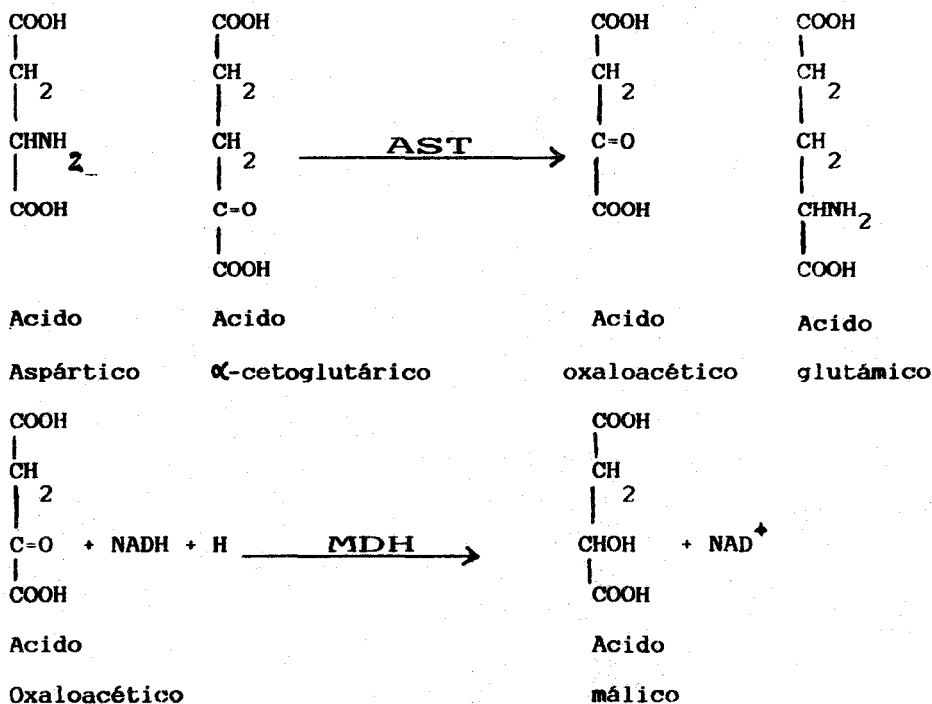 COOH COOH COOH COOH
CH2 CH2 CH2 CH2
CHNH2 CH2 AST C=O CH2
COOH C=O COOH CHNH2
COOH COOH
Acido Acido Acido Acido
Aspártico α-cetoglutárico oxaloacético glutámico
COOH COOH
CH2 CH2
C=O + NADH + H MDH CHOH + NAD+
COOH COOH
Acido Acido
Oxaloacético málico